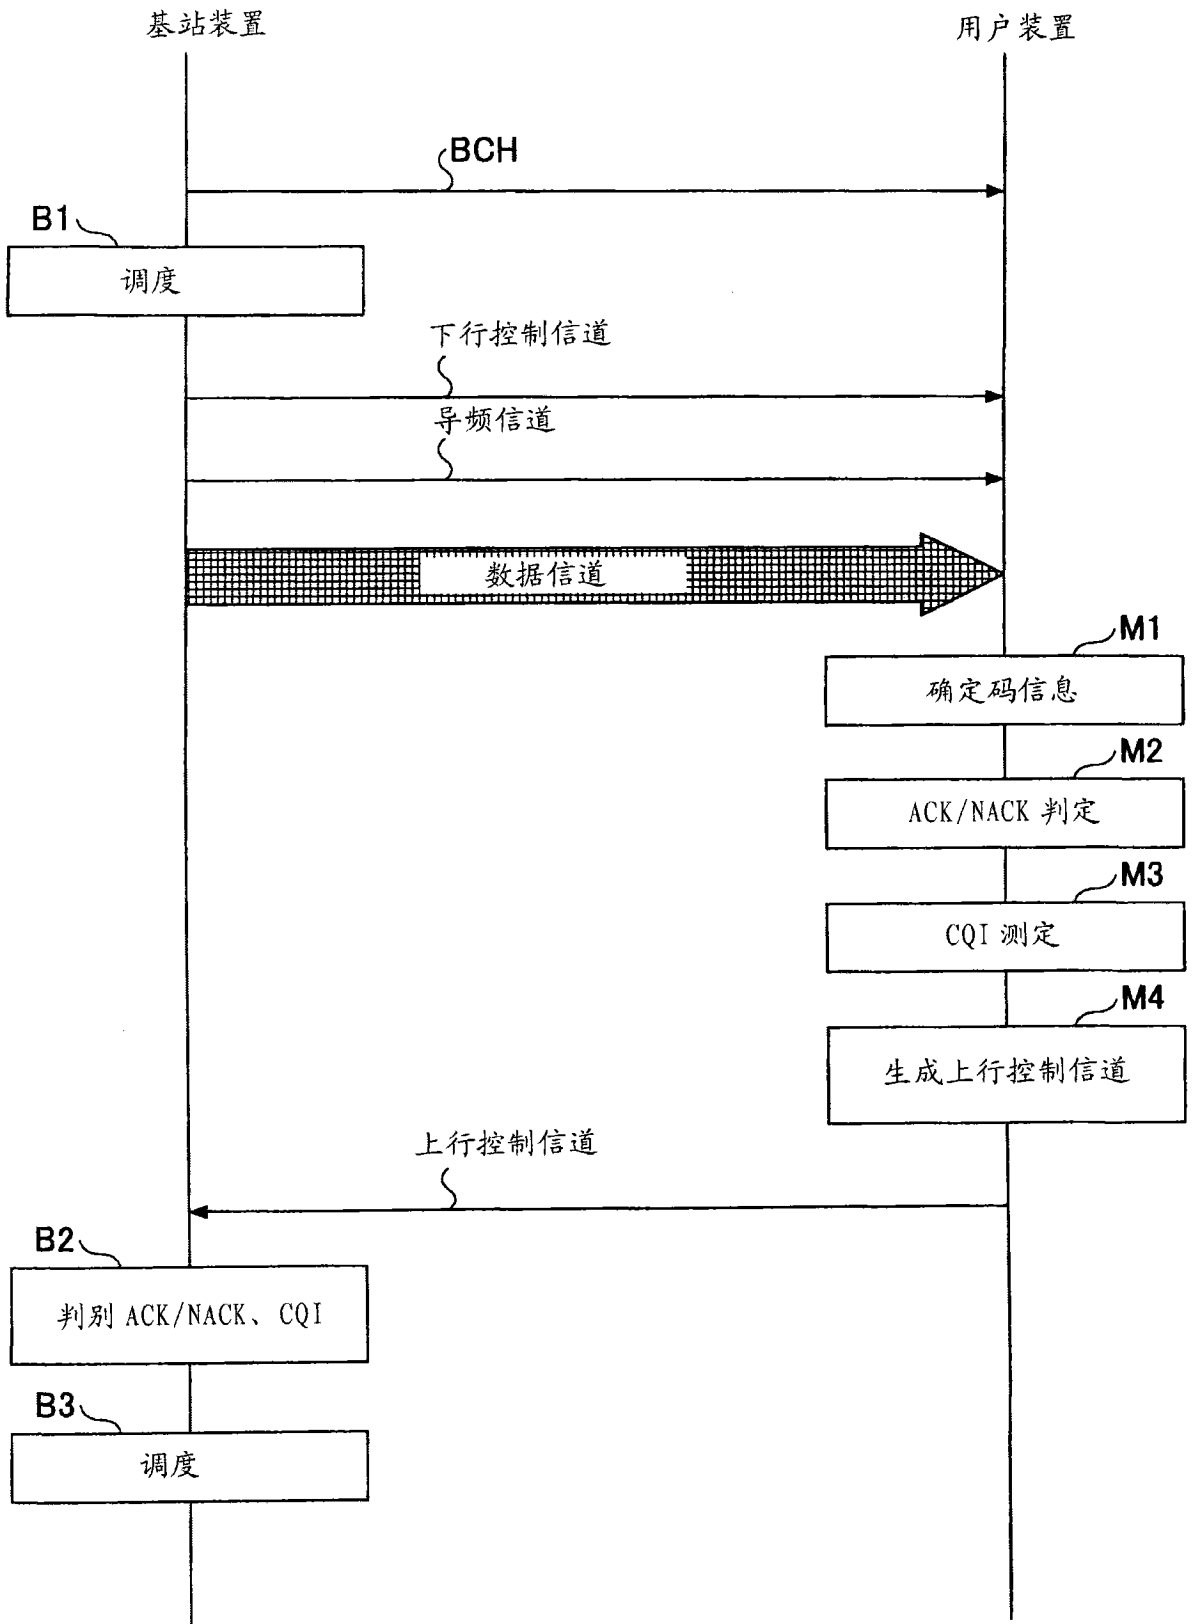 基站装置
用户装置
BCH
B1
调度
下行控制信道
导频信道
数据信道
M1
确定码信息
M2
ACK/NACK 判定
M3
CQI 测定
M4
生成上行控制信道
上行控制信道
B2
判别 ACK/NACK、CQI
B3
调度